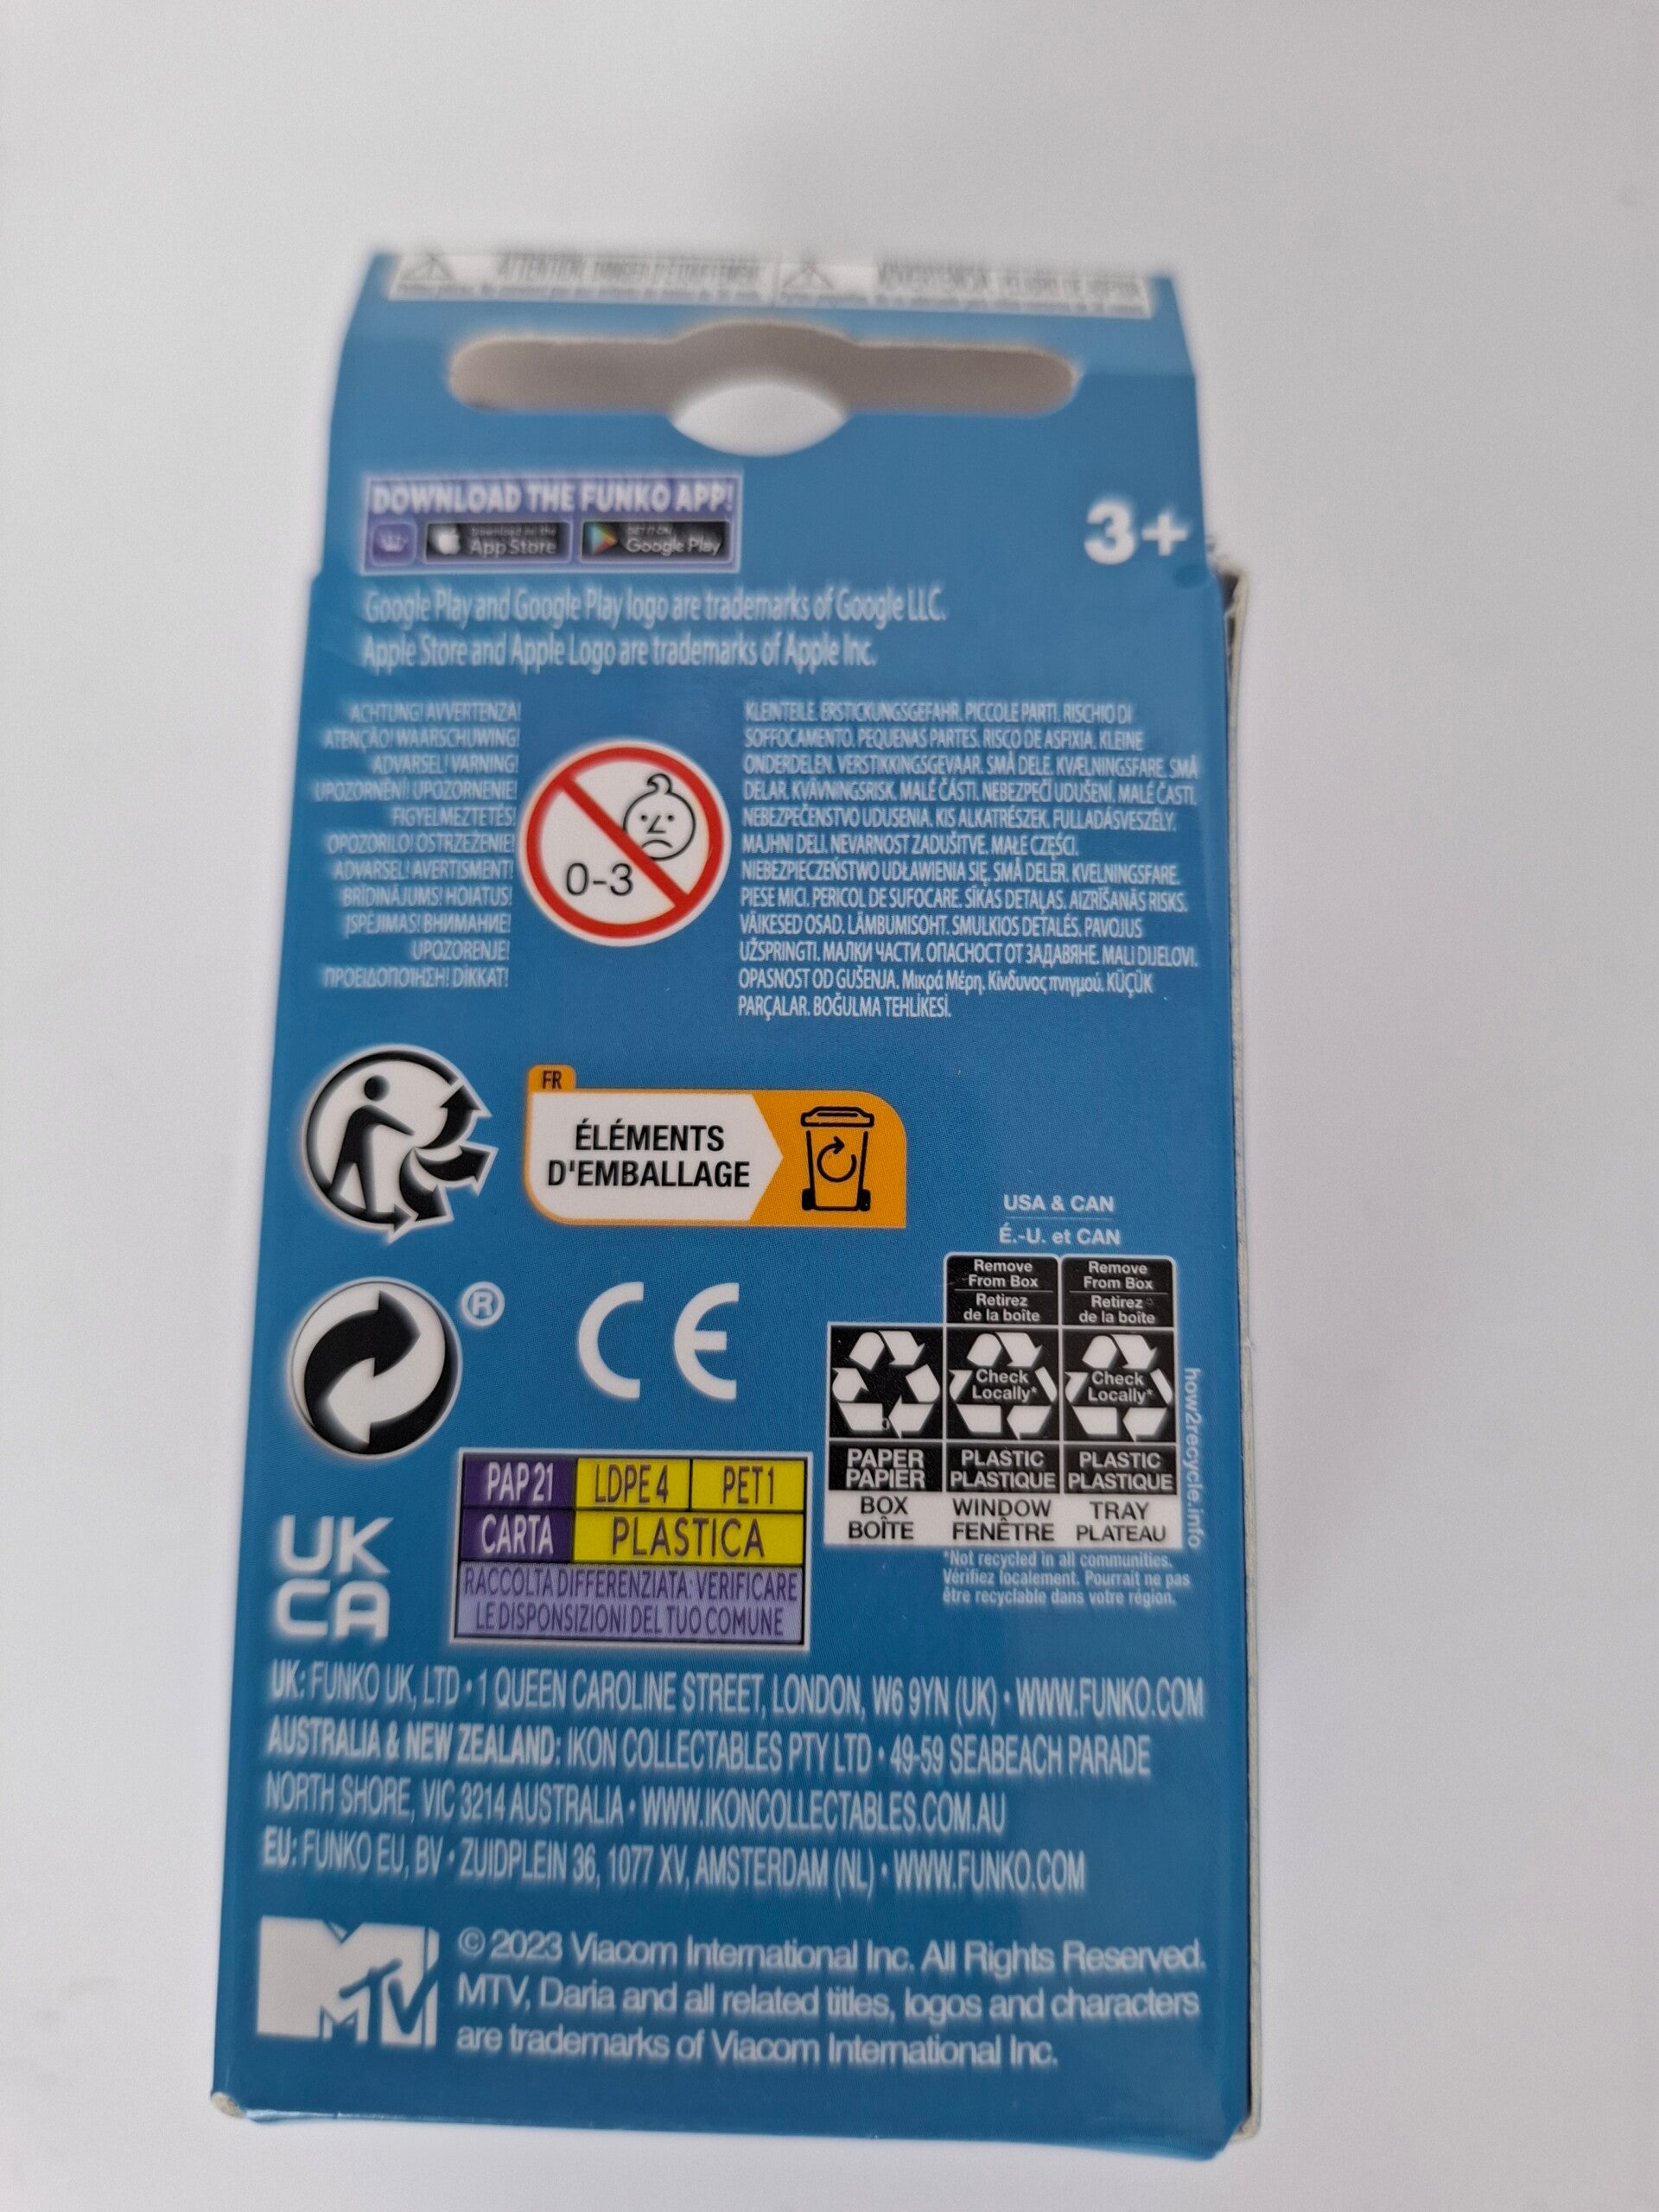 DOWNLOAD THE FUNKO APP!
Download on the
App Store
GET IT ON
Google Play
3+
Google Play and Google Play logo are trademarks of Google LLC.
Apple Store and Apple Logo are trademarks of Apple Inc.
ACHTUNG! AVVERTENZA!
ATENÇÃO! WAARSCHUWING!
ADVARSEL! VARNING!
UPOZORNĚNÍ! UPOZORNENIE!
FIGYELMEZTETÉS!
OPOZORILO! OSTRZEŻENIE!
ADVARSEL! AVERTISMENT!
BRĪDINĀJUMS! HOIATUS!
ĮSPĖJIMAS! ВНИМАНИЕ!
UPOZORENJE!
ΠΡΟΕΙΔΟΠΟΙΗΣΗ! DİKKAT!
0-3
KLEINTEILE. ERSTICKUNGSGEFAHR. PICCOLE PARTI. RISCHIO DI
SOFFOCAMENTO. PEQUENAS PARTES. RISCO DE ASFIXIA. KLEINE
ONDERDELEN. VERSTIKKINGSGEVAAR. SMÅ DELE. KVÆLNINGSFARE. SMÅ
DELAR. KVÄVNINGSRISK. MALÉ ČÁSTI. NEBEZPEČÍ UDUŠENÍ. MALÉ ČASTI.
NEBEZPEČENSTVO UDUSENIA. KIS ALKATRÉSZEK. FULLADÁSVESZÉLY.
MAJHNI DELI. NEVARNOST ZADUŠITVE. MAŁE CZĘŚCI.
NIEBEZPIECZEŃSTWO UDŁAWIENIA SIĘ. SMÅ DELER. KVELNINGSFARE.
PIESE MICI. PERICOL DE SUFOCARE. SĪKAS DETAĻAS. AIZRĪŠANĀS RISKS.
VÄIKESED OSAD. LÄMBUMISOHT. SMULKIOS DETALĖS. PAVOJUS
UŽSPRINGTI. МАЛКИ ЧАСТИ. ОПАСНОСТ ОТ ЗАДАВЯНЕ. MALI DIJELOVI.
OPASNOST OD GUŠENJA. Μικρά Μέρη. Κίνδυνος πνιγμού. KÜÇÜK
PARÇALAR. BOĞULMA TEHLİKESİ.
FR
ÉLÉMENTS
D'EMBALLAGE
USA & CAN
É.-U. et CAN
Remove
From Box
Retirez
de la boîte
Remove
From Box
Retirez
de la boîte
Check
Locally*
Check
Locally*
PAPER
PAPIER
PLASTIC
PLASTIQUE
PLASTIC
PLASTIQUE
BOX
BOÎTE
WINDOW
FENÊTRE
TRAY
PLATEAU
how2recycle.info
*Not recycled in all communities.
Vérifiez localement. Pourrait ne pas
être recyclable dans votre région.
®
CE
PAP 21 LDPE 4 PET1
CARTA PLASTICA
RACCOLTA DIFFERENZIATA: VERIFICARE
LE DISPONSIZIONI DEL TUO COMUNE
UK
CA
UK: FUNKO UK, LTD • 1 QUEEN CAROLINE STREET, LONDON, W6 9YN (UK) • WWW.FUNKO.COM
AUSTRALIA & NEW ZEALAND: IKON COLLECTABLES PTY LTD • 49-59 SEABEACH PARADE
NORTH SHORE, VIC 3214 AUSTRALIA • WWW.IKONCOLLECTABLES.COM.AU
EU: FUNKO EU, BV • ZUIDPLEIN 36, 1077 XV, AMSTERDAM (NL) • WWW.FUNKO.COM
MTV
© 2023 Viacom International Inc. All Rights Reserved.
MTV, Daria and all related titles, logos and characters
are trademarks of Viacom International Inc.